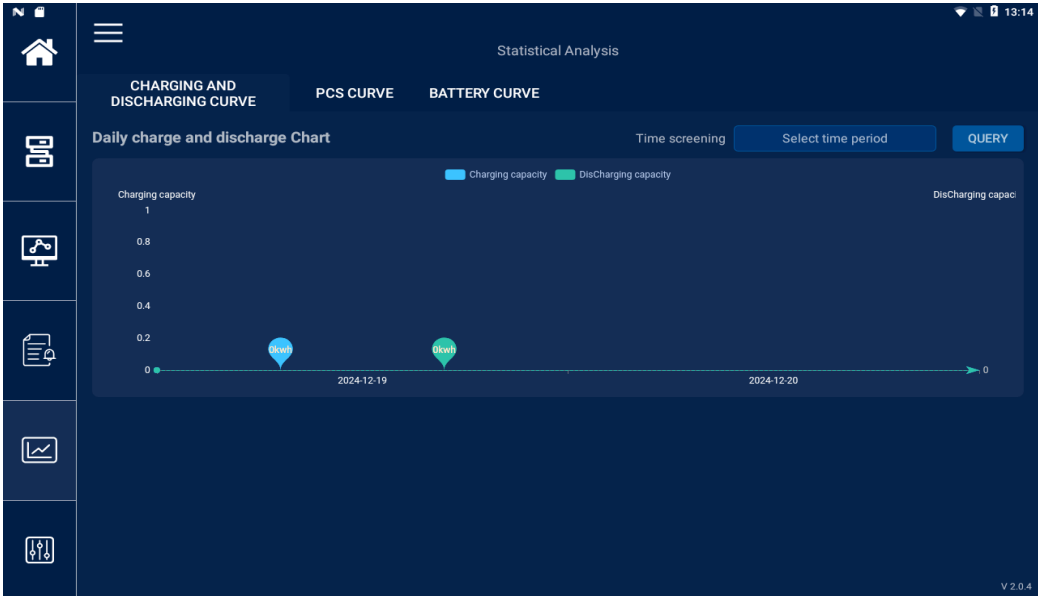 13:14
Statistical Analysis
CHARGING AND
DISCHARGING CURVE
PCS CURVE
BATTERY CURVE
Daily charge and discharge Chart
Time screening
Select time period
QUERY
Charging capacity
DisCharging capacity
Charging capacity
DisCharging capaci
1
0.8
0.6
0.4
0.2
0kwh
0kwh
0
0
2024-12-19
2024-12-20
V 2.0.4